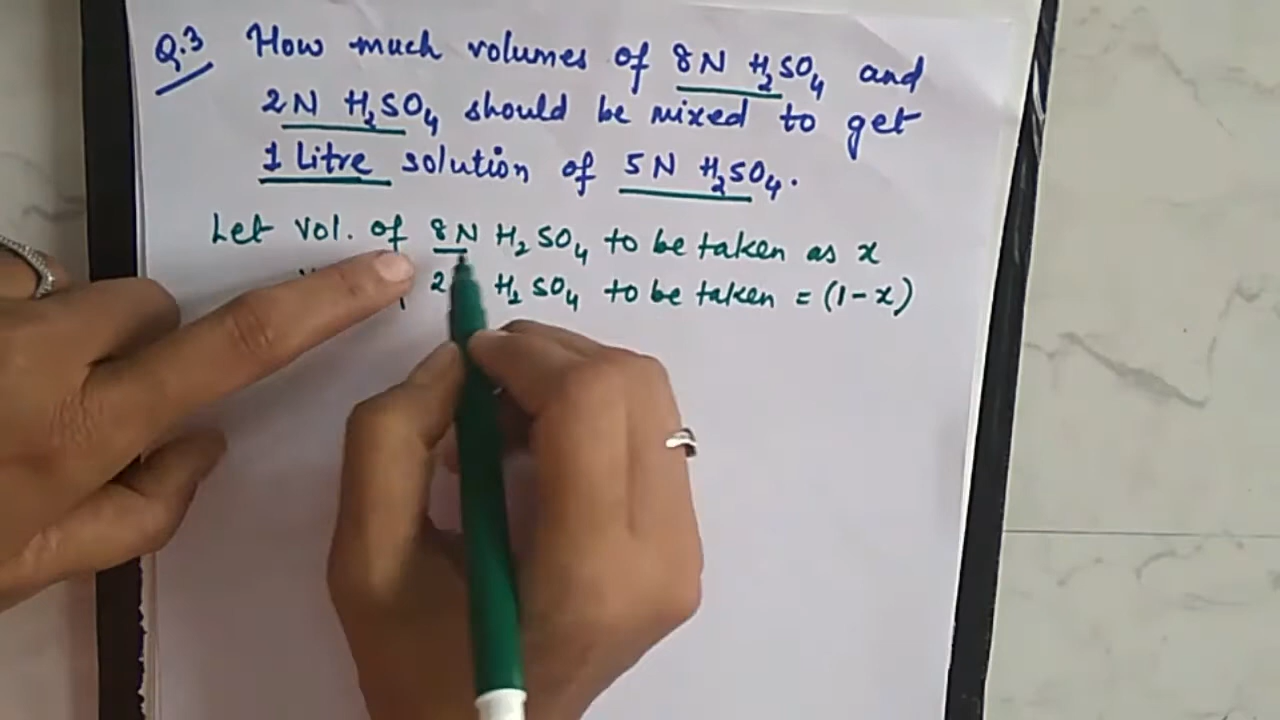 Q.3 How much volumes of 8N H₂SO₄ and
2N H₂SO₄ should be mixed to get
1 Litre solution of 5N H₂SO₄.
Let vol. of 8N H₂SO₄ to be taken as x
2 H₂SO₄ to be taken = (1-x)